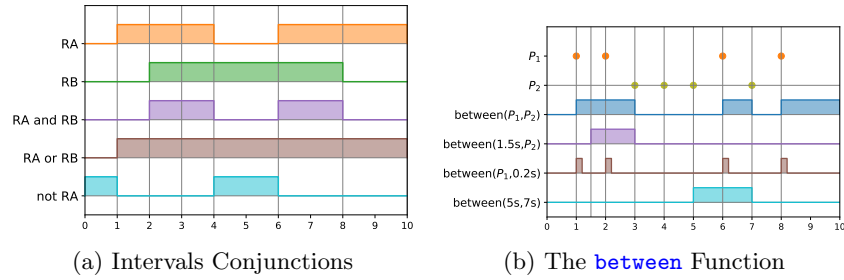 RA
RB
RA and RB
RA or RB
not RA
0 1 2 3 4 5 6 7 8 9 10
(a) Intervals Conjunctions
P₁
P₂
between(P₁,P₂)
between(1.5s,P₂)
between(P₁,0.2s)
between(5s,7s)
0 1 2 3 4 5 6 7 8 9 10
(b) The between Function